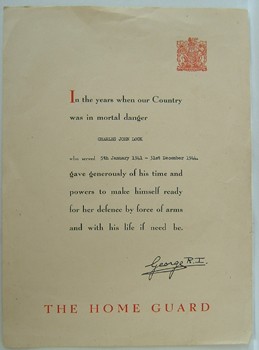 In the years when our Country
was in mortal danger
CHARLES JOHN LUCK
who served 9th January 1941 - 31st December 1944.
gave generously of his time and
powers to make himself ready
for her defence by force of arms
and with his life if need be.
George R.I.
THE HOME GUARD